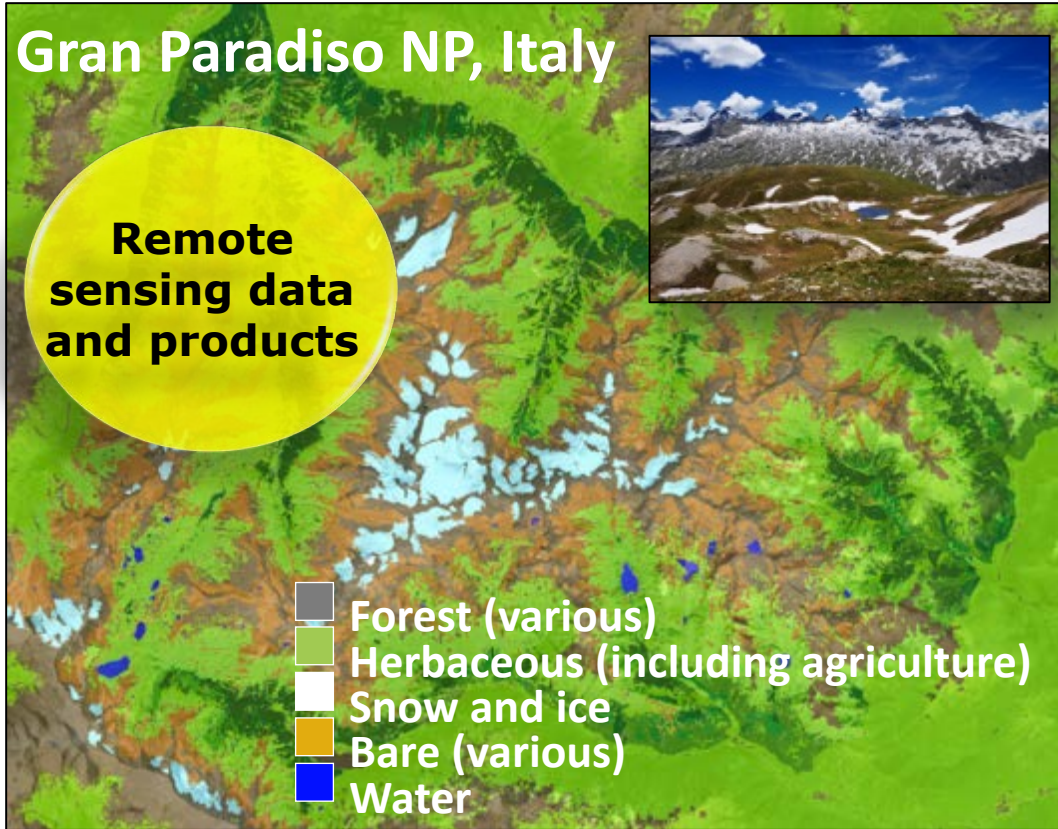 Gran Paradiso NP, Italy
Remote
sensing data
and products
Forest (various)
Herbaceous (including agriculture)
Snow and ice
Bare (various)
Water